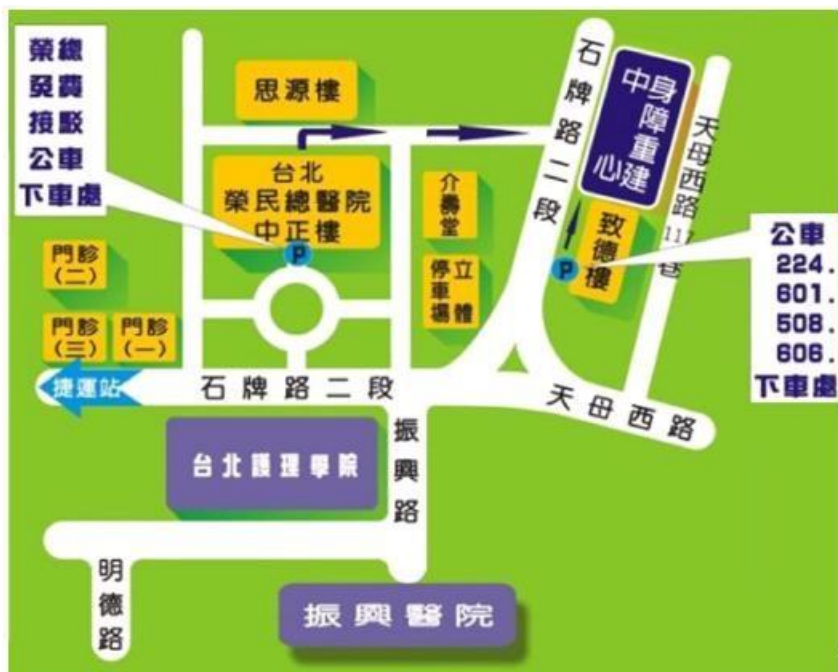 榮總
免費
接駁
公車
下車處
思源樓
台北
榮民總醫院
中正樓
P
門診
(二)
門診
(三)
門診
(一)
捷運站
石牌路二段
介壽堂
立體
停車場
石牌路二段
身障重建
中心
天母西路117巷
致德樓
P
公車
224.
601.
508.
606.
下車處
天母西路
振興路
台北護理學院
明德路
振興醫院